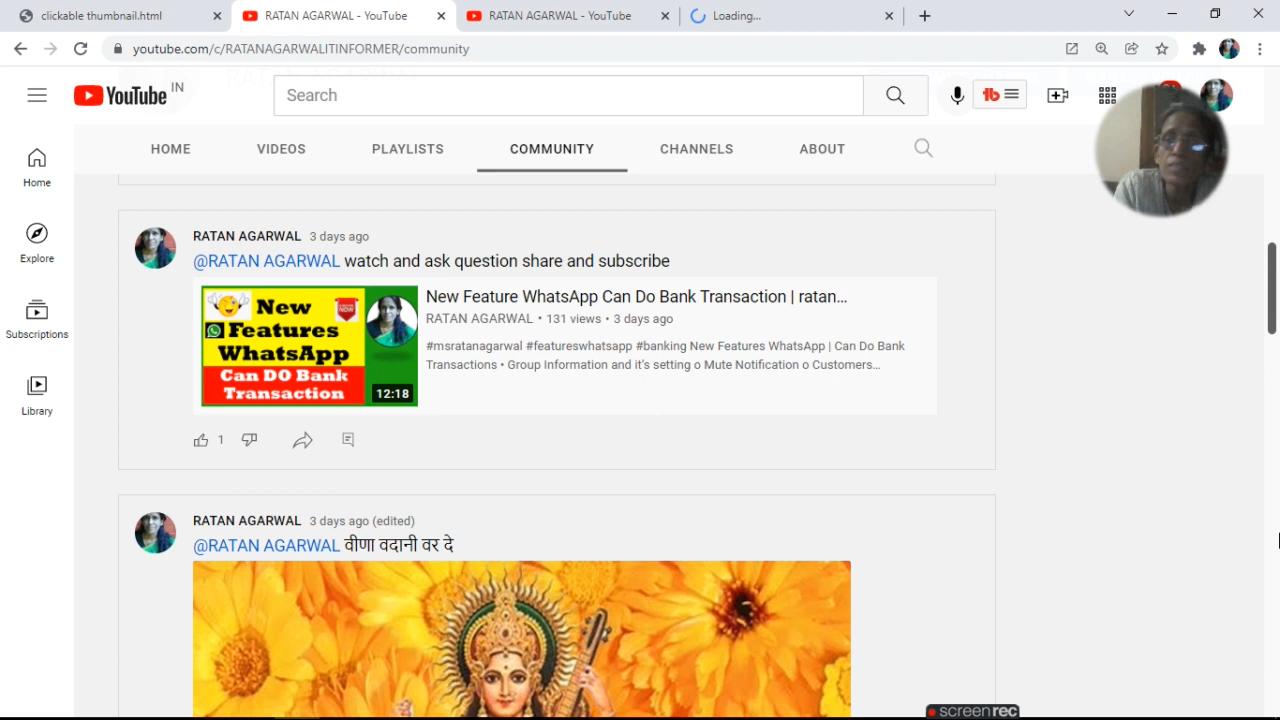 clickable thumbnail.html
RATAN AGARWAL - YouTube
RATAN AGARWAL - YouTube
Loading...
youtube.com/c/RATANAGARWALITINFORMER/community
YouTube IN
Search
HOME VIDEOS PLAYLISTS COMMUNITY CHANNELS ABOUT
Home
Explore
Subscriptions
Library
RATAN AGARWAL 3 days ago
@RATAN AGARWAL watch and ask question share and subscribe
New
Features
WhatsApp
Can DO Bank
Transaction
12:18
New Feature WhatsApp Can Do Bank Transaction | ratan...
RATAN AGARWAL • 131 views • 3 days ago
#msratanagarwal #featureswhatsapp #banking New Features WhatsApp | Can Do Bank
Transactions • Group Information and it's setting o Mute Notification o Customers...
1
RATAN AGARWAL 3 days ago (edited)
@RATAN AGARWAL वीणा वदानी वर दे
screenrec